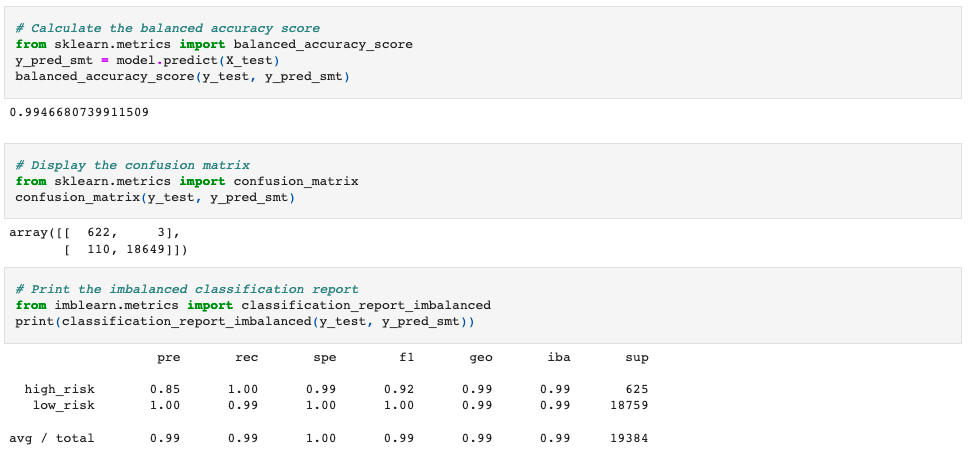 # Calculate the balanced accuracy score
from sklearn.metrics import balanced_accuracy_score
y_pred_smt = model.predict(X_test)
balanced_accuracy_score(y_test, y_pred_smt)
0.9946680739911509
# Display the confusion matrix
from sklearn.metrics import confusion_matrix
confusion_matrix(y_test, y_pred_smt)
array([[  622,     3],
       [  110, 18649]])
# Print the imbalanced classification report
from imblearn.metrics import classification_report_imbalanced
print(classification_report_imbalanced(y_test, y_pred_smt))
pre rec spe f1 geo iba sup
high_risk 0.85 1.00 0.99 0.92 0.99 0.99 625
low_risk 1.00 0.99 1.00 1.00 0.99 0.99 18759
avg / total 0.99 0.99 1.00 0.99 0.99 0.99 19384